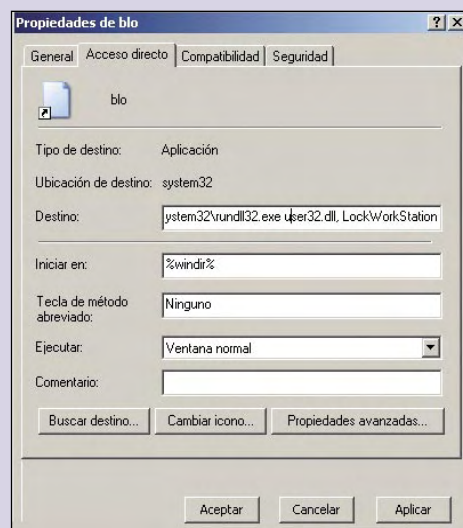 Propiedades de blo
General Acceso directo Compatibilidad Seguridad
blo
Tipo de destino: Aplicación
Ubicación de destino: system32
Destino: ystem32\rundll32.exe user32.dll, LockWorkStation
Iniciar en: %windir%
Tecla de método abreviado: Ninguno
Ejecutar: Ventana normal
Comentario:
Buscar destino... Cambiar icono... Propiedades avanzadas...
Aceptar Cancelar Aplicar